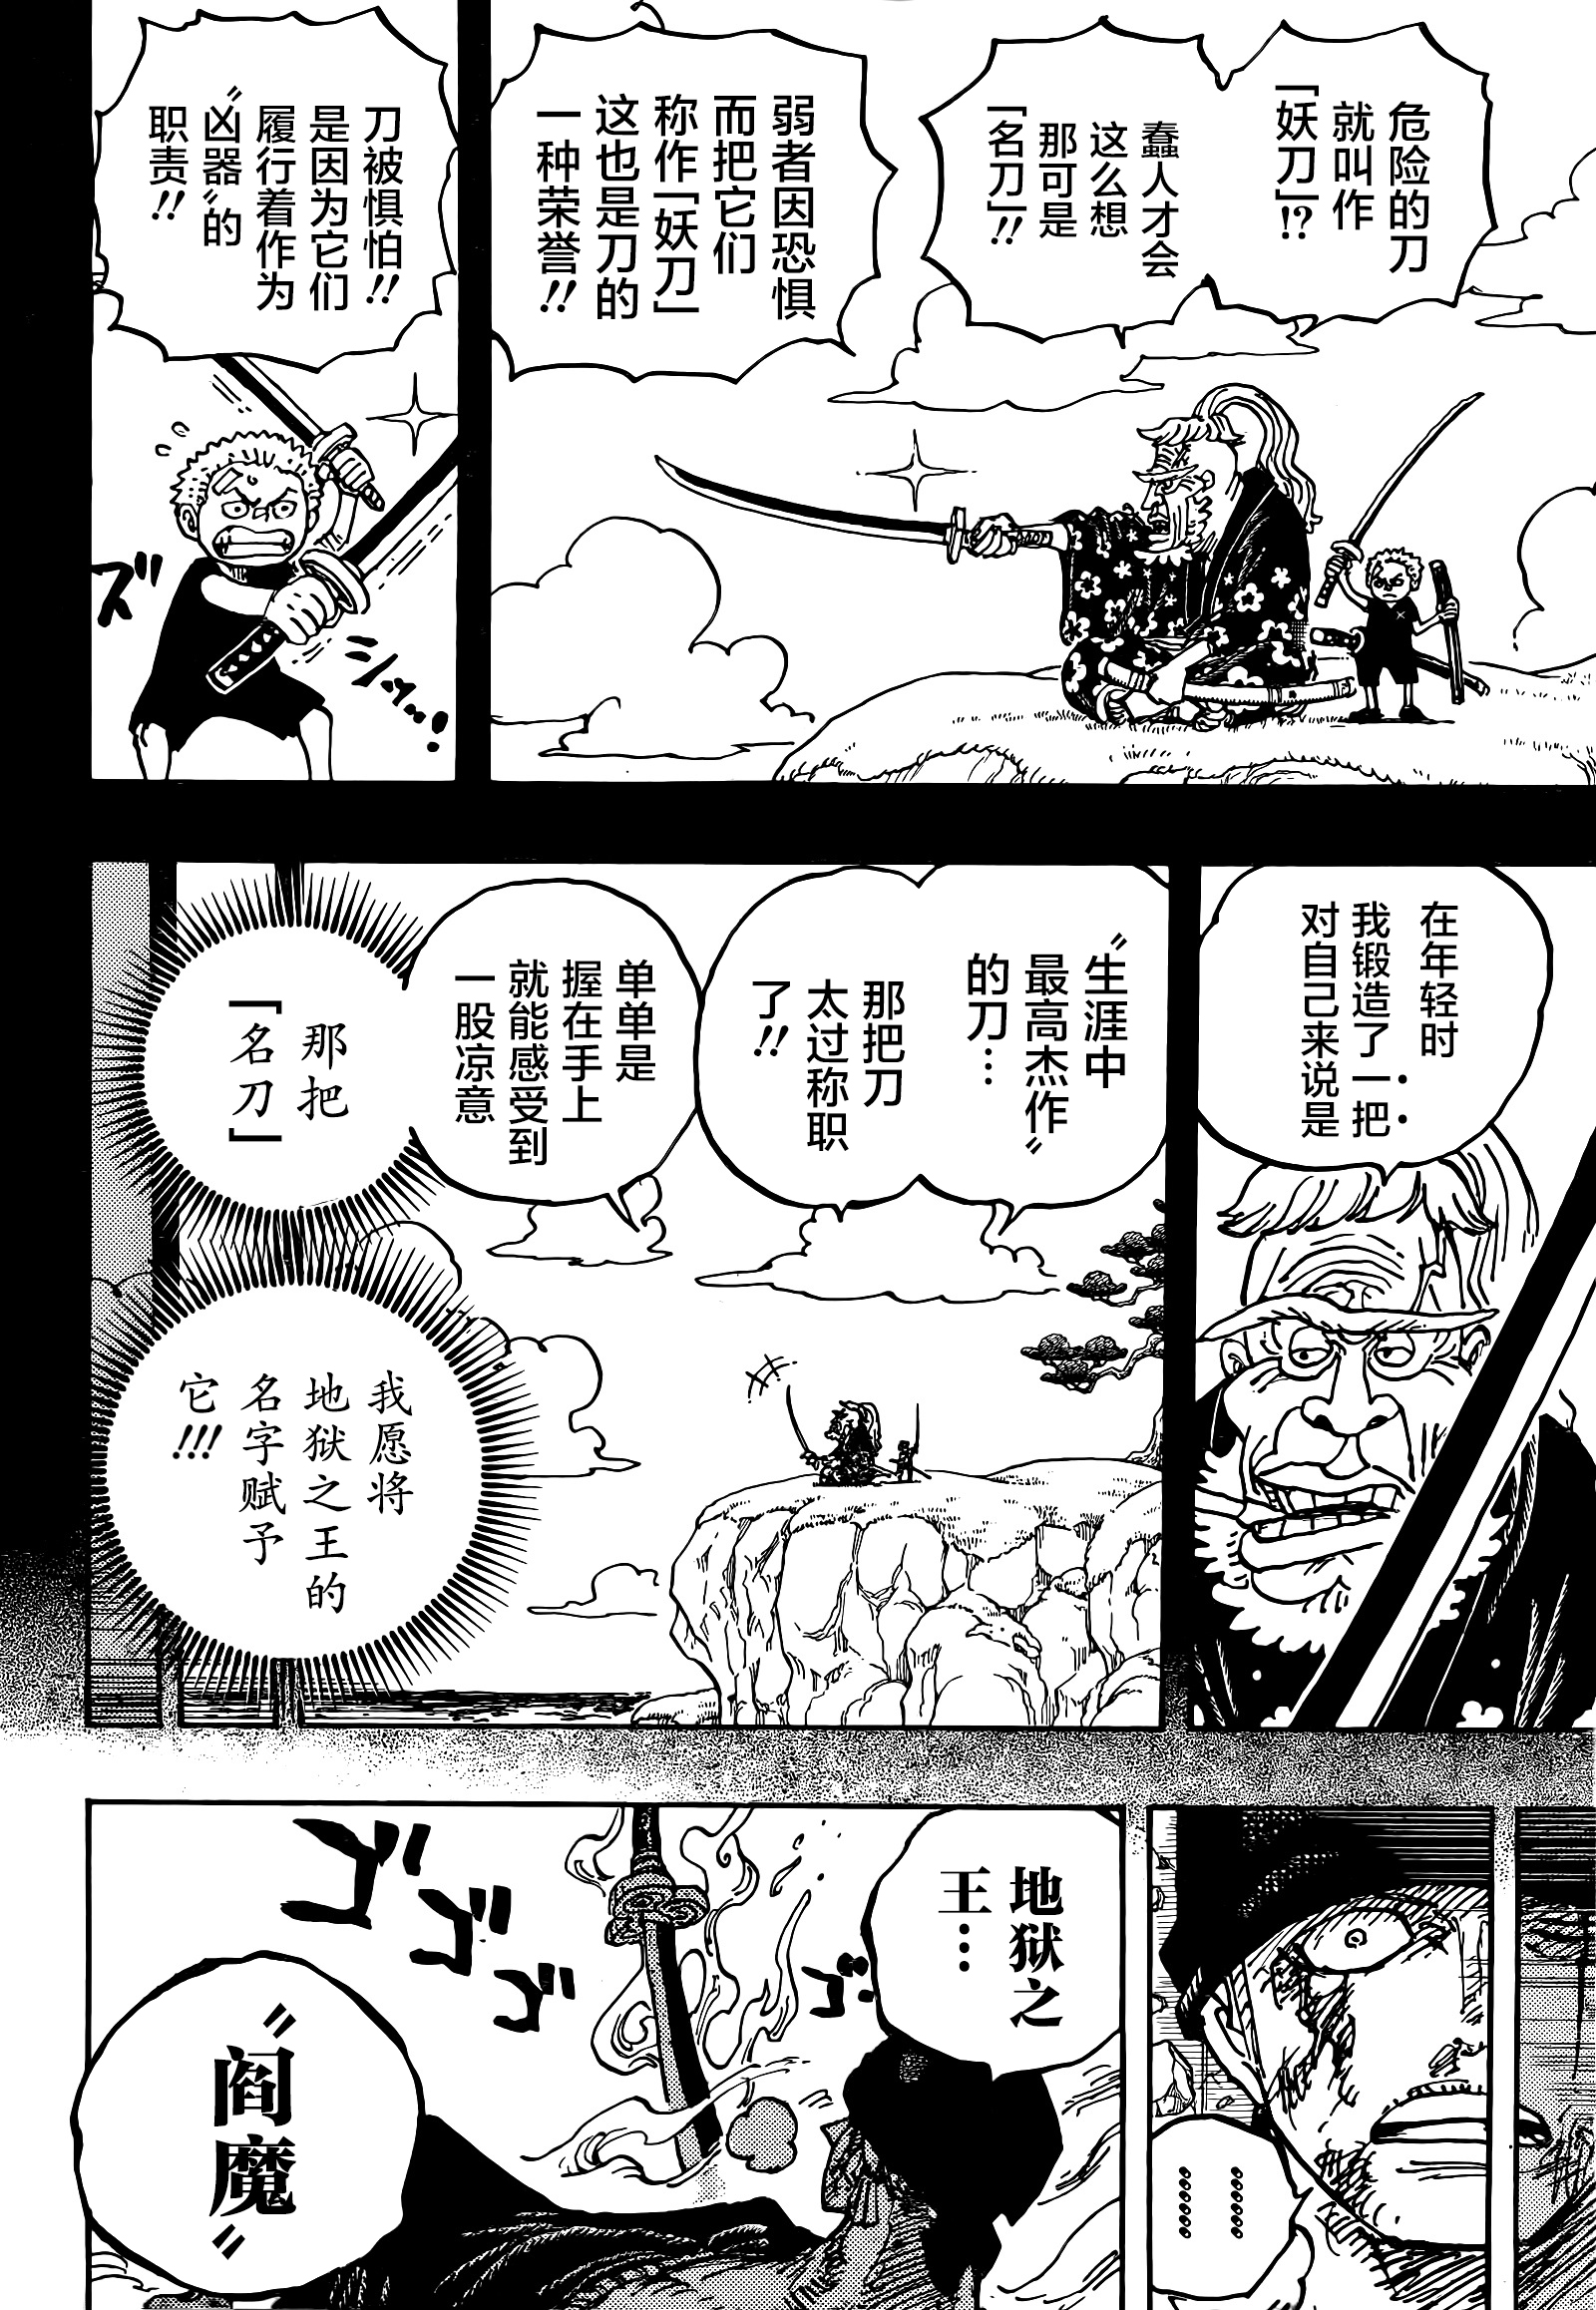 危险的刀
就叫作
「妖刀」!?
蠢人才会
这么想
那可是
「名刀」!!
弱者因恐惧
而把它们
称作「妖刀」
这也是刀的
一种荣誉!!
刀被惧怕!!
是因为它们
履行着作为
〝凶器〞的
职责!!
ズ
シッ…!
在年轻时
我锻造了一把
对自己来说是
〝生涯中
最高杰作〞
的刀…
那把刀
太过称职
了!!
单单是
握在手上
就能感受到
一股凉意
那把
「名刀」
我愿将
地狱之王的
名字赋予
它!!!
…………
地狱之
王…
ゴゴゴゴ
〝阎魔〞